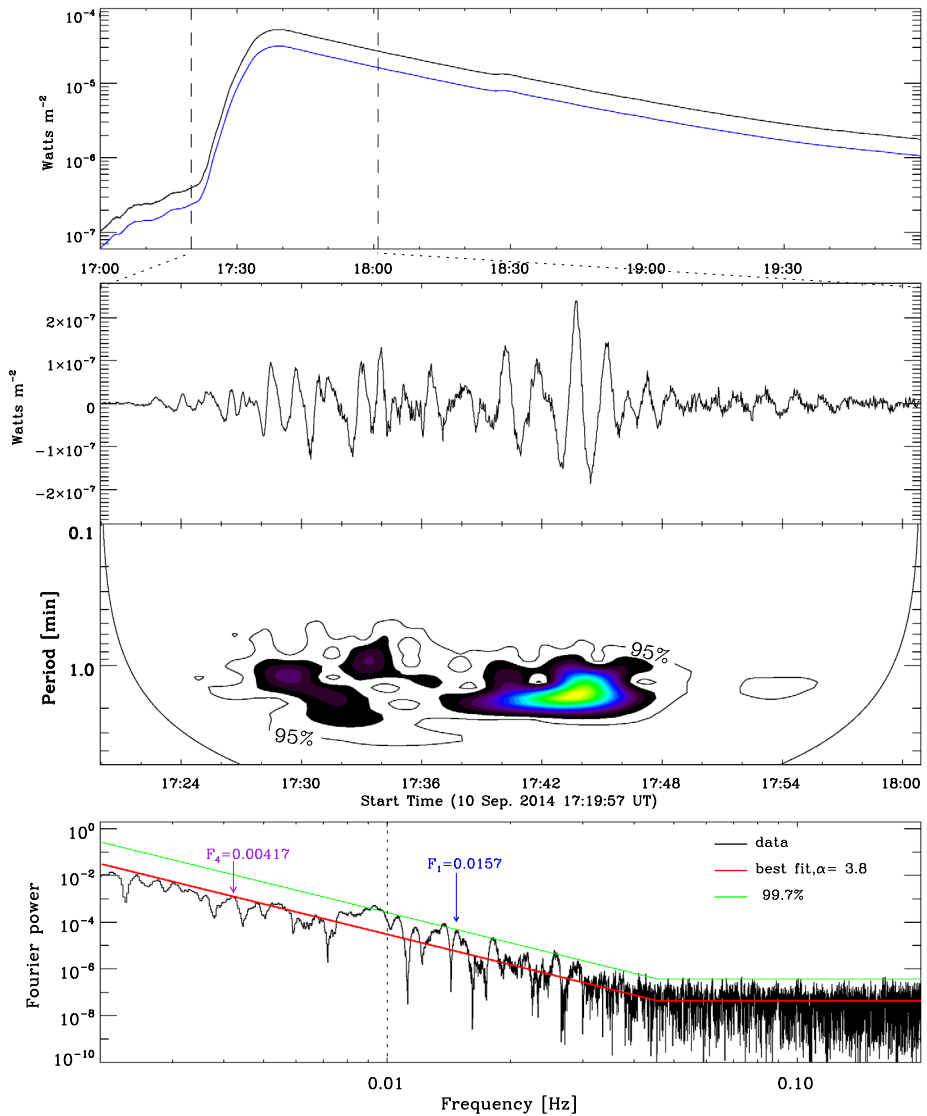 10⁻⁴
10⁻⁵
10⁻⁶
10⁻⁷
Watts m⁻²
17:00 17:30 18:00 18:30 19:00 19:30
2×10⁻⁷
1×10⁻⁷
0
−1×10⁻⁷
−2×10⁻⁷
Watts m⁻²
0.1
1.0
Period [min]
95%
95%
17:24 17:30 17:36 17:42 17:48 17:54 18:00
Start Time (10 Sep. 2014 17:19:57 UT)
10⁰
10⁻²
10⁻⁴
10⁻⁶
10⁻⁸
10⁻¹⁰
Fourier power
F₄=0.00417
F₁=0.0157
data
best fit,α= 3.8
99.7%
0.01 0.10
Frequency [Hz]